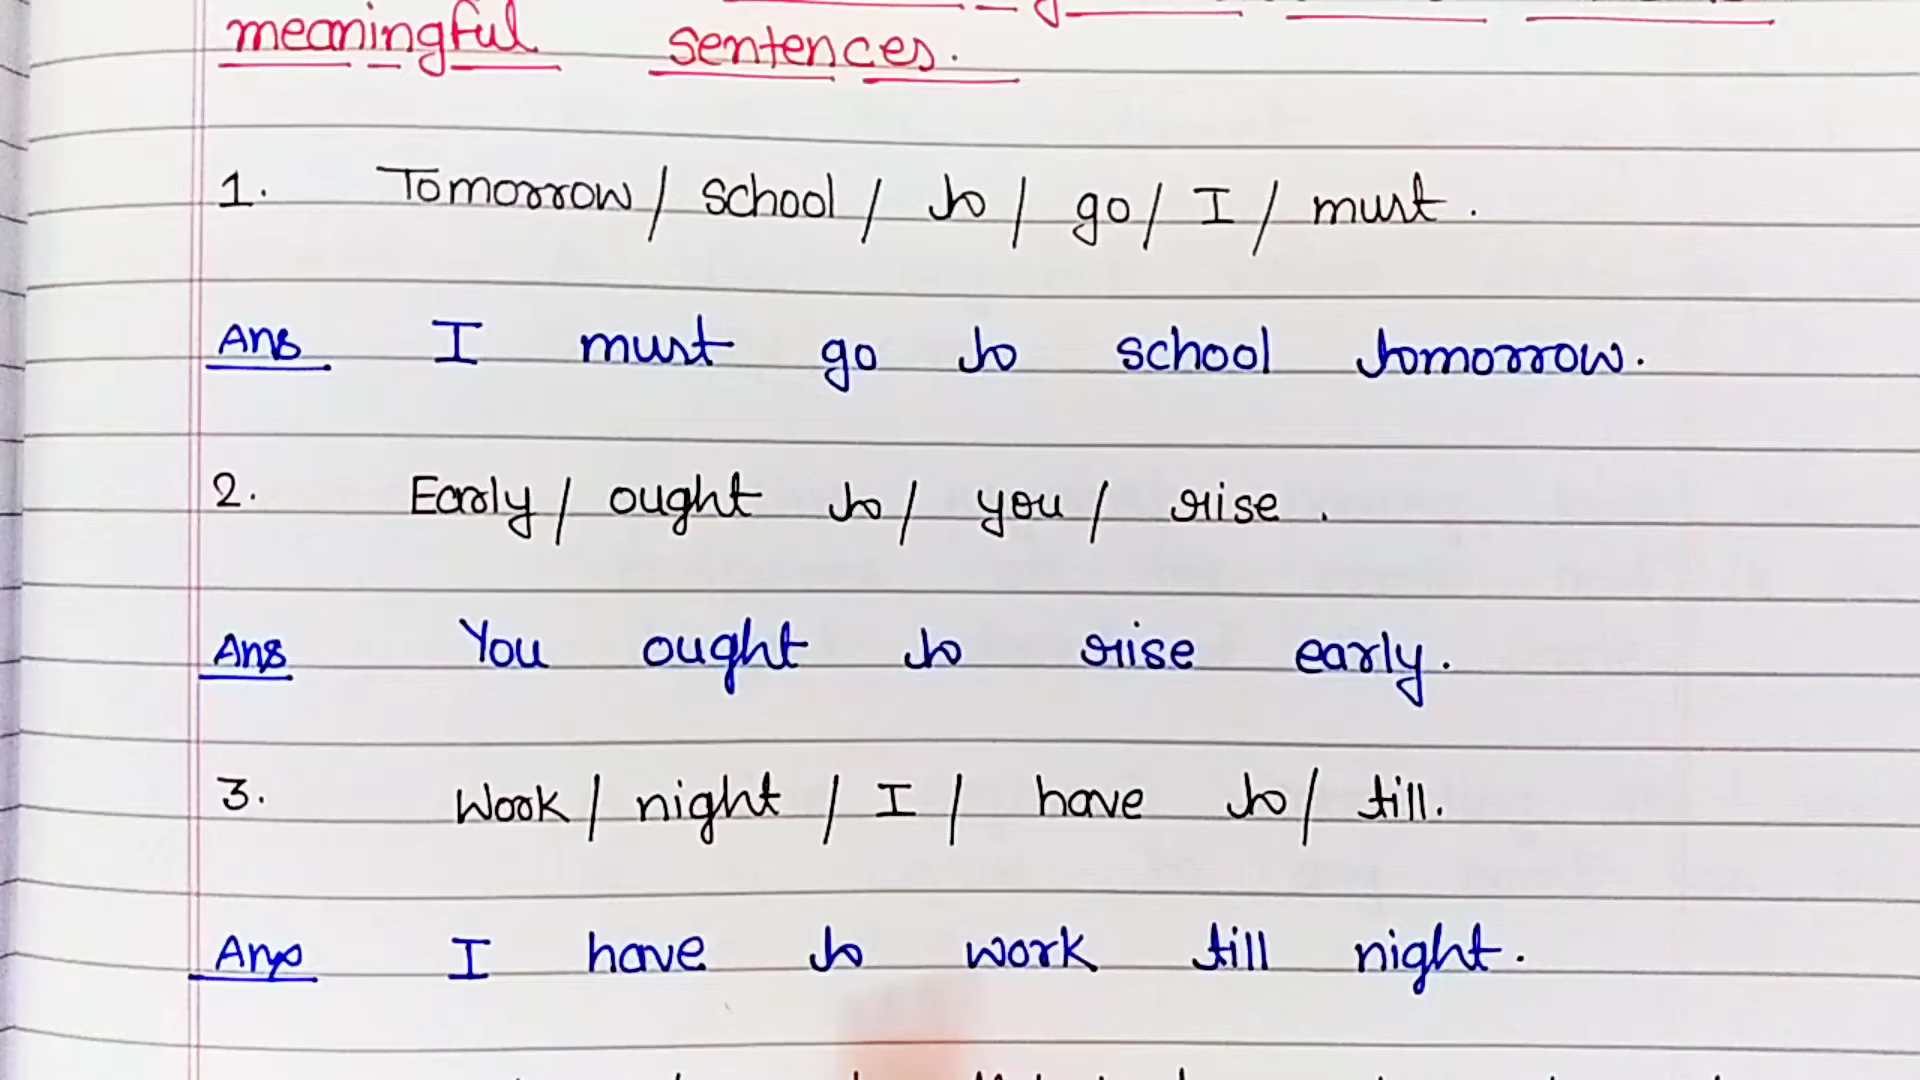 meaningful sentences.
1. Tomorrow / school / to / go / I / must.
Ans I must go to school tomorrow.
2. Early / ought to / you / rise.
Ans You ought to rise early.
3. Work / night / I / have to / till.
Ans I have to work till night.